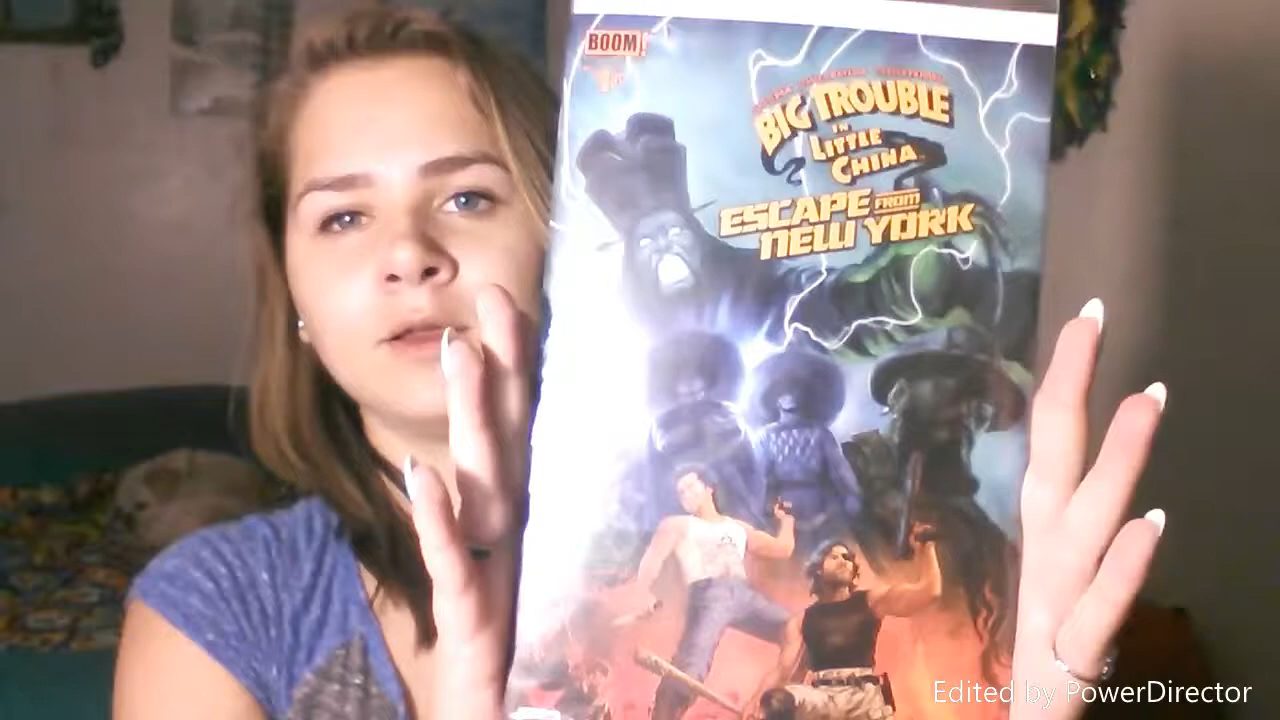 BOOM!
BIG TROUBLE
IN
LITTLE
CHINA
ESCAPE FROM
NEW YORK
Edited by PowerDirector